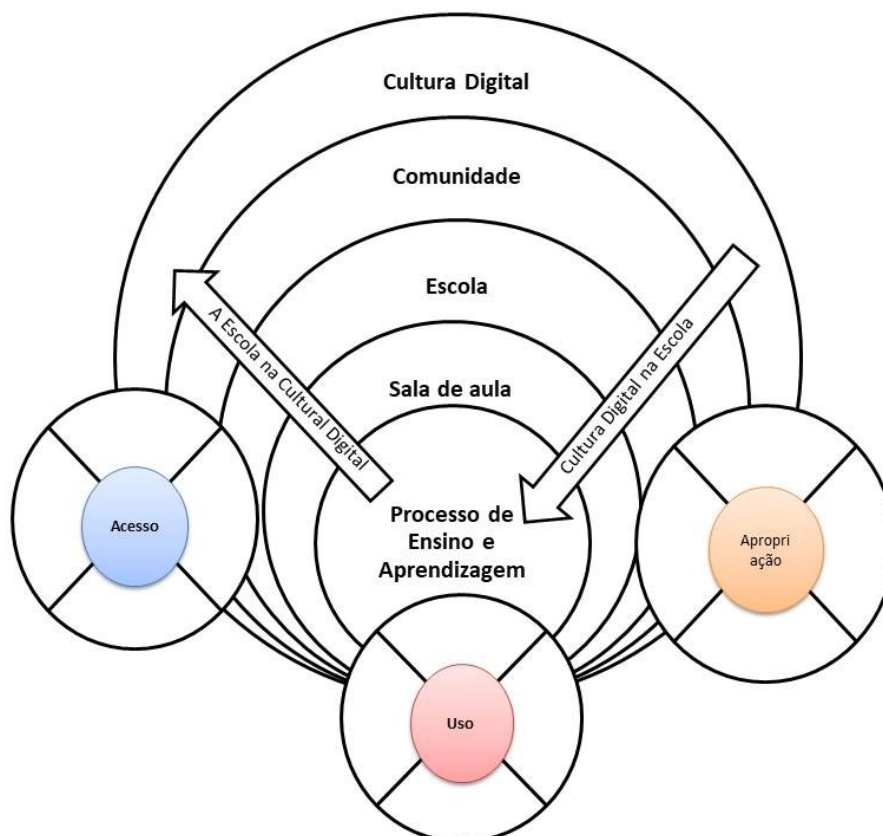 Cultura Digital
Comunidade
Escola
Sala de aula
A Escola na Cultural Digital
Cultura Digital na Escola
Processo de
Ensino e
Aprendizagem
Acesso
Apropri
ação
Uso